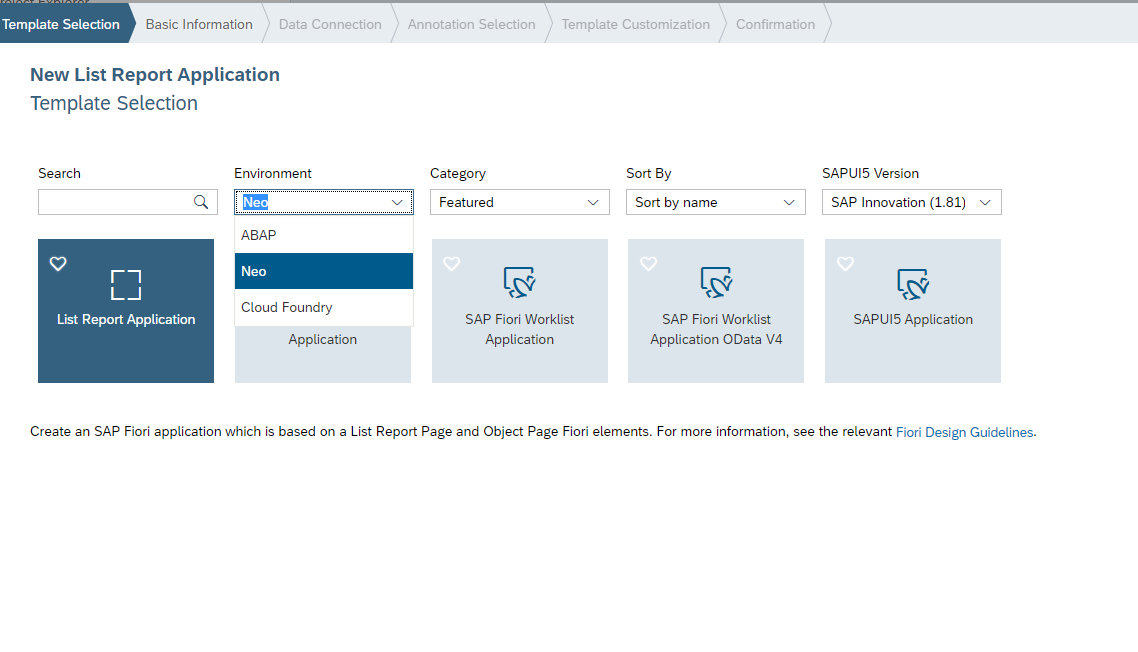 Template Selection
Basic Information
Data Connection
Annotation Selection
Template Customization
Confirmation
New List Report Application
Template Selection
Search
Environment
Category
Sort By
SAPUI5 Version
Neo
Featured
Sort by name
SAP Innovation (1.81)
ABAP
Neo
Cloud Foundry
List Report Application
Application
SAP Fiori Worklist
Application
SAP Fiori Worklist
Application OData V4
SAPUI5 Application
Create an SAP Fiori application which is based on a List Report Page and Object Page Fiori elements. For more information, see the relevant Fiori Design Guidelines.